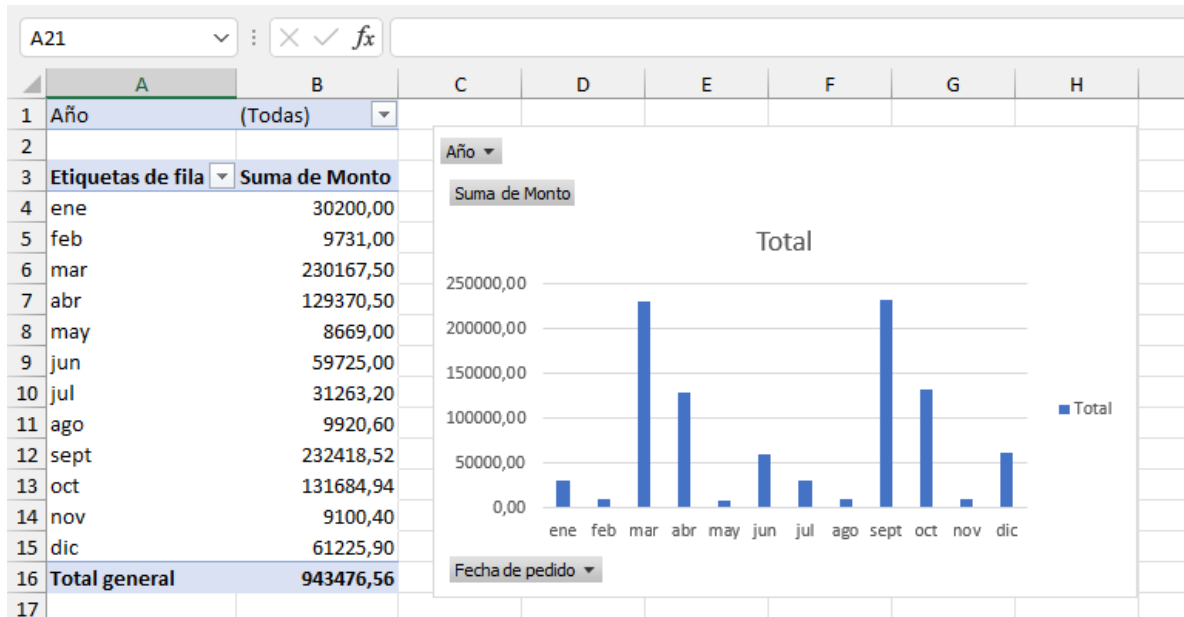 A21 fx
A B C D E F G H
1 Año (Todas)
2
3 Etiquetas de fila Suma de Monto
4 ene 30200,00
5 feb 9731,00
6 mar 230167,50
7 abr 129370,50
8 may 8669,00
9 jun 59725,00
10 jul 31263,20
11 ago 9920,60
12 sept 232418,52
13 oct 131684,94
14 nov 9100,40
15 dic 61225,90
16 Total general 943476,56
17
Año
Suma de Monto
Total
250000,00
200000,00
150000,00
100000,00
50000,00
0,00
ene feb mar abr may jun jul ago sept oct nov dic
Total
Fecha de pedido